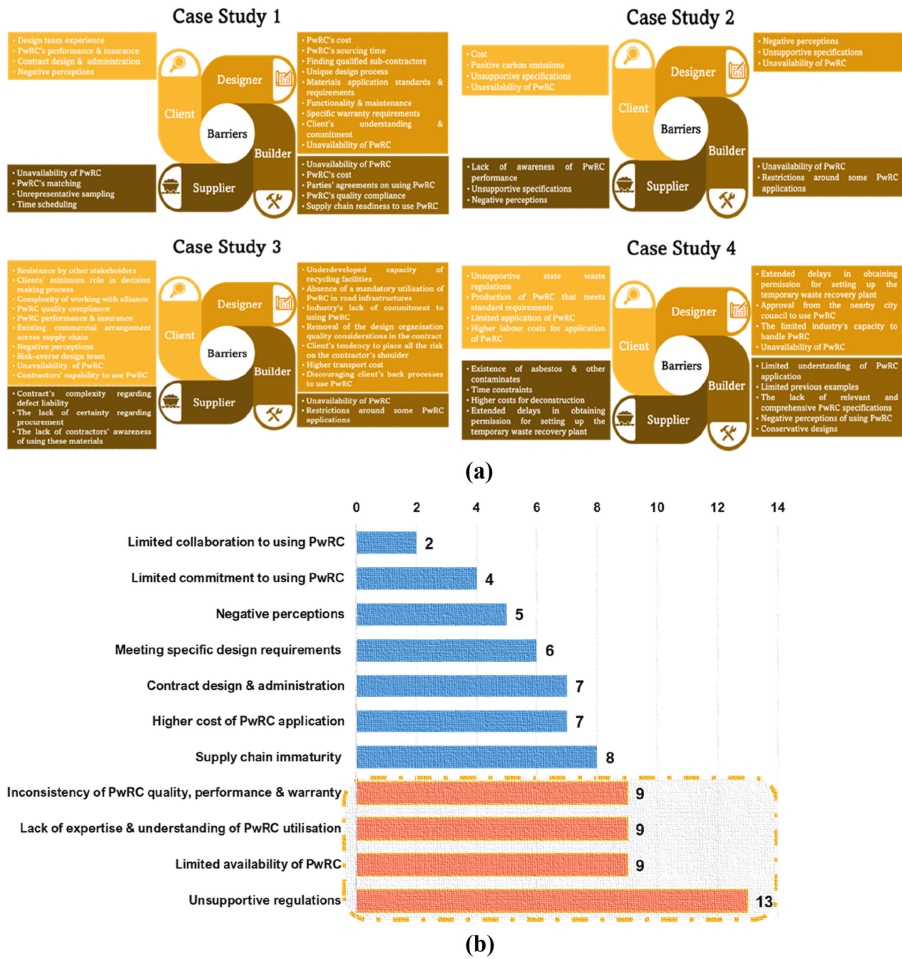 (a)
Case Study 1
• Design team experience
• PwRC's performance & insurance
• Contract design & administration
• Negative perceptions
Client
Designer
Barriers
Builder
Supplier
• PwRC's cost
• PwRC's sourcing time
• Finding qualified sub-contractors
• Unique design process
• Materials application standards &
requirements
• Functionality & maintenance
• Specific warranty requirements
• Client's understanding &
commitment
• Unavailability of PwRC
• Unavailability of PwRC
• PwRC's matching
• Unrepresentative sampling
• Time scheduling
• Unavailability of PwRC
• PwRC's cost
• Parties' agreements on using PwRC
• PwRC's quality compliance
• Supply chain readiness to use PwRC
Case Study 2
• Cost
• Positive carbon emissions
• Unsupportive specifications
• Unavailability of PwRC
Client
Designer
Barriers
Builder
Supplier
• Negative perceptions
• Unsupportive specifications
• Unavailability of PwRC
• Lack of awareness of PwRC
performance
• Unsupportive specifications
• Negative perceptions
• Unavailability of PwRC
• Restrictions around some PwRC
applications
Case Study 3
• Resistance by other stakeholders
• Clients' minimum role in decision
making process
• Complexity of working with alliance
• PwRC quality compliance
• PwRC performance & insurance
• Existing commercial arrangement
across supply chain
• Negative perceptions
• Risk-averse design team
• Unavailability of PwRC
• Contractors' capability to use PwRC
Client
Designer
Barriers
Builder
Supplier
• Underdeveloped capacity of
recycling facilities
• Absence of a mandatory utilisation of
PwRC in road infrastructures
• Industry's lack of commitment to
using PwRC
• Removal of the design organisation
quality considerations in the contract
• Client's tendency to place all the risk
on the contractor's shoulder
• Higher transport cost
• Discouraging client's back processes
to use PwRC
• Contract's complexity regarding
defect liability
• The lack of certainty regarding
procurement
• The lack of contractors' awareness
of using these materials
• Unavailability of PwRC
• Restrictions around some PwRC
applications
Case Study 4
• Unsupportive state waste
regulations
• Production of PwRC that meets
standard requirements
• Limited application of PwRC
• Higher labour costs for application
of PwRC
Client
Designer
Barriers
Builder
Supplier
• Extended delays in obtaining
permission for setting up the
temporary waste recovery plant
• Approval from the nearby city
council to use PwRC
• The limited industry's capacity to
handle PwRC
• Unavailability of PwRC
• Existence of asbestos & other
contaminates
• Time constraints
• Higher costs for deconstruction
• Extended delays in obtaining
permission for setting up the
temporary waste recovery plant
• Limited understanding of PwRC
application
• Limited previous examples
• The lack of relevant and
comprehensive PwRC specifications
• Negative perceptions of using PwRC
• Conservative designs
0 2 4 6 8 10 12 14
Limited collaboration to using PwRC 2
Limited commitment to using PwRC 4
Negative perceptions 5
Meeting specific design requirements 6
Contract design & administration 7
Higher cost of PwRC application 7
Supply chain immaturity 8
Inconsistency of PwRC quality, performance & warranty 9
Lack of expertise & understanding of PwRC utilisation 9
Limited availability of PwRC 9
Unsupportive regulations 13
(b)